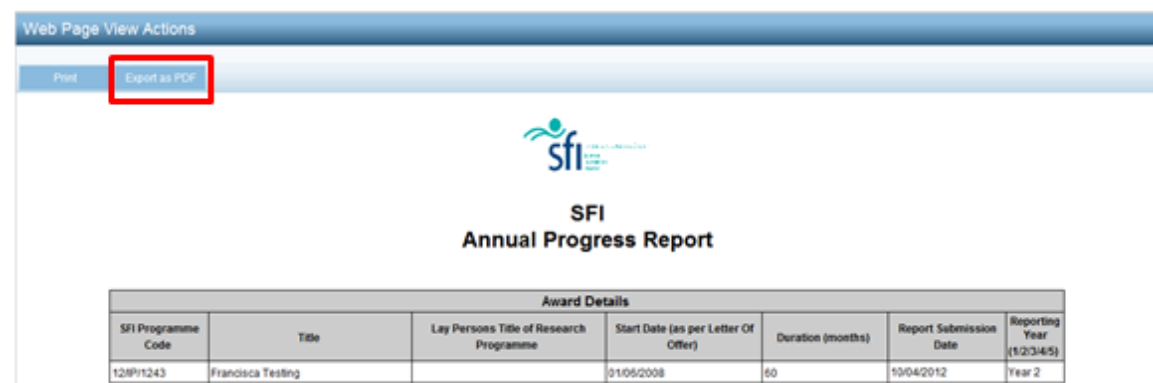 Web Page View Actions
Print Export as PDF
sfi
SFI
Annual Progress Report
Award Details
SFI Programme Code Title Lay Persons Title of Research Programme Start Date (as per Letter Of Offer) Duration (months) Report Submission Date Reporting Year (1/2/3/4/5)
12/IP/1243 Francisca Testing 01/06/2008 60 10/04/2012 Year 2